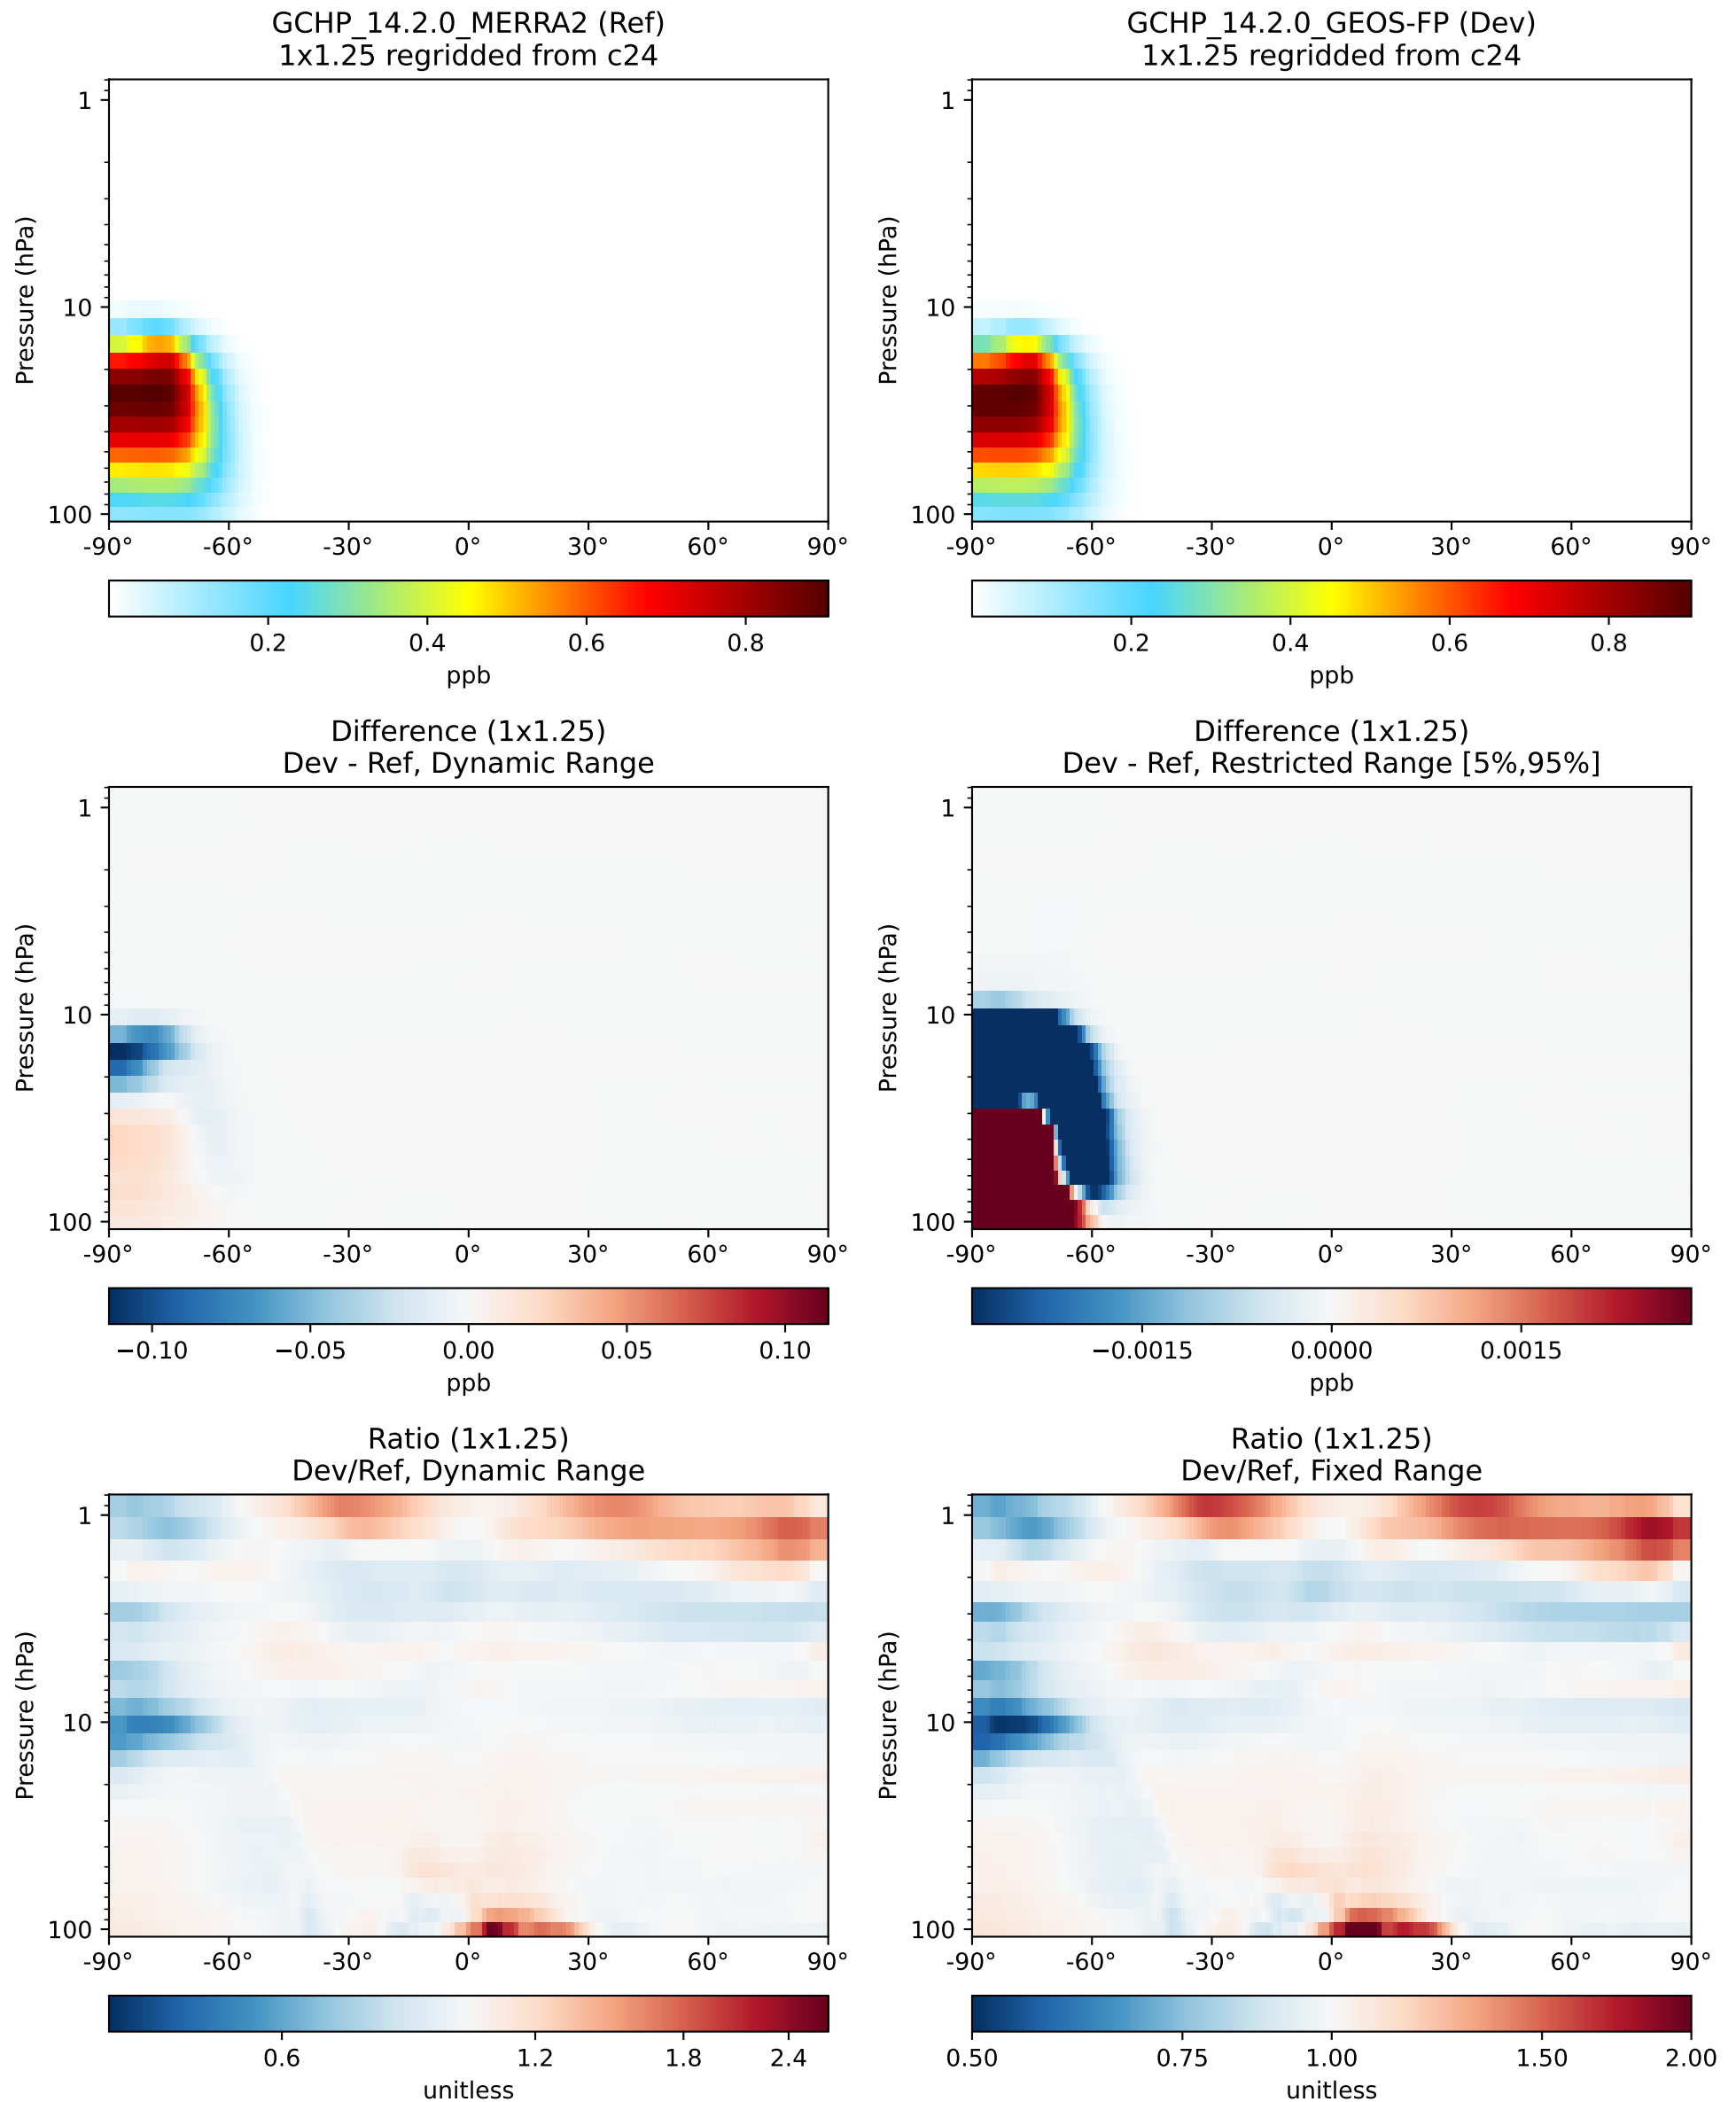 GCHP_14.2.0_MERRA2 (Ref)
1x1.25 regridded from c24
Pressure (hPa)
1
10
100
-90° -60° -30° 0° 30° 60° 90°
0.2 0.4 0.6 0.8
ppb
GCHP_14.2.0_GEOS-FP (Dev)
1x1.25 regridded from c24
Pressure (hPa)
1
10
100
-90° -60° -30° 0° 30° 60° 90°
0.2 0.4 0.6 0.8
ppb
Difference (1x1.25)
Dev - Ref, Dynamic Range
Pressure (hPa)
1
10
100
-90° -60° -30° 0° 30° 60° 90°
−0.10 −0.05 0.00 0.05 0.10
ppb
Difference (1x1.25)
Dev - Ref, Restricted Range [5%,95%]
Pressure (hPa)
1
10
100
-90° -60° -30° 0° 30° 60° 90°
−0.0015 0.0000 0.0015
ppb
Ratio (1x1.25)
Dev/Ref, Dynamic Range
Pressure (hPa)
1
10
100
-90° -60° -30° 0° 30° 60° 90°
0.6 1.2 1.8 2.4
unitless
Ratio (1x1.25)
Dev/Ref, Fixed Range
Pressure (hPa)
1
10
100
-90° -60° -30° 0° 30° 60° 90°
0.50 0.75 1.00 1.50 2.00
unitless